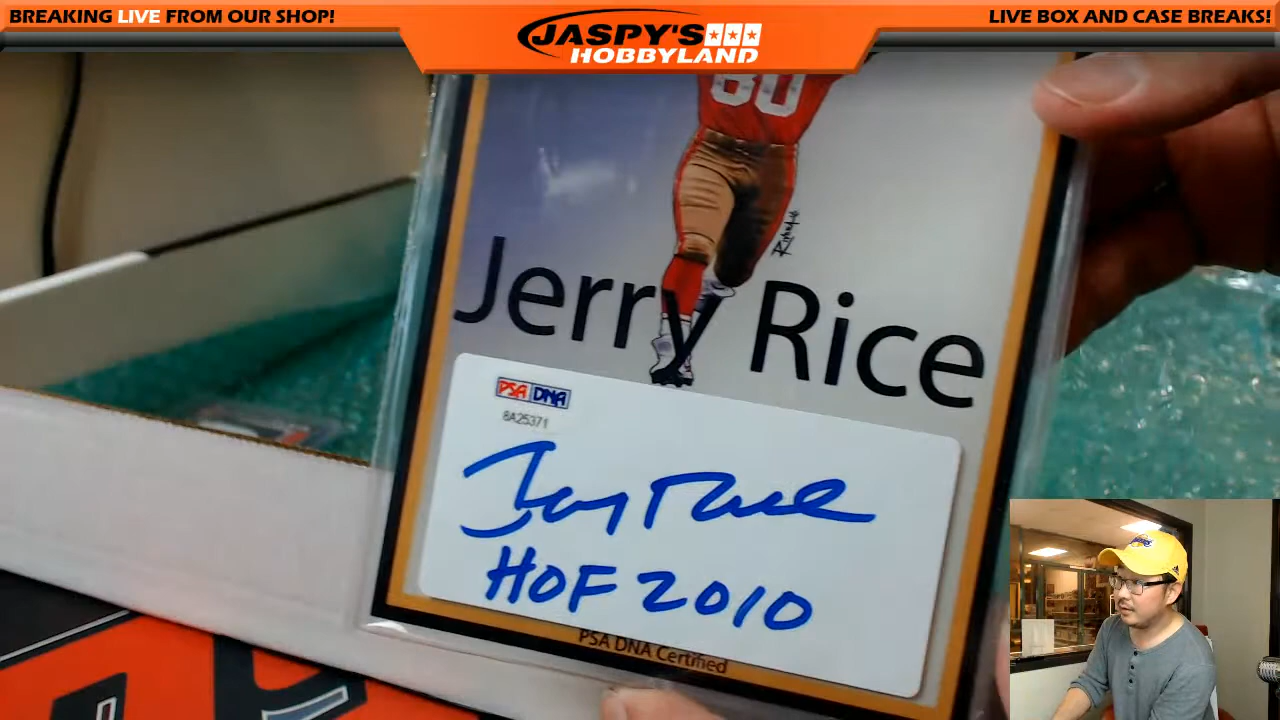 BREAKING LIVE FROM OUR SHOP!
JASPY'S
HOBBYLAND
LIVE BOX AND CASE BREAKS!
80
Jerry Rice
PSA DNA
8A25371
Jerry Rice
HOF 2010
PSA DNA Certified